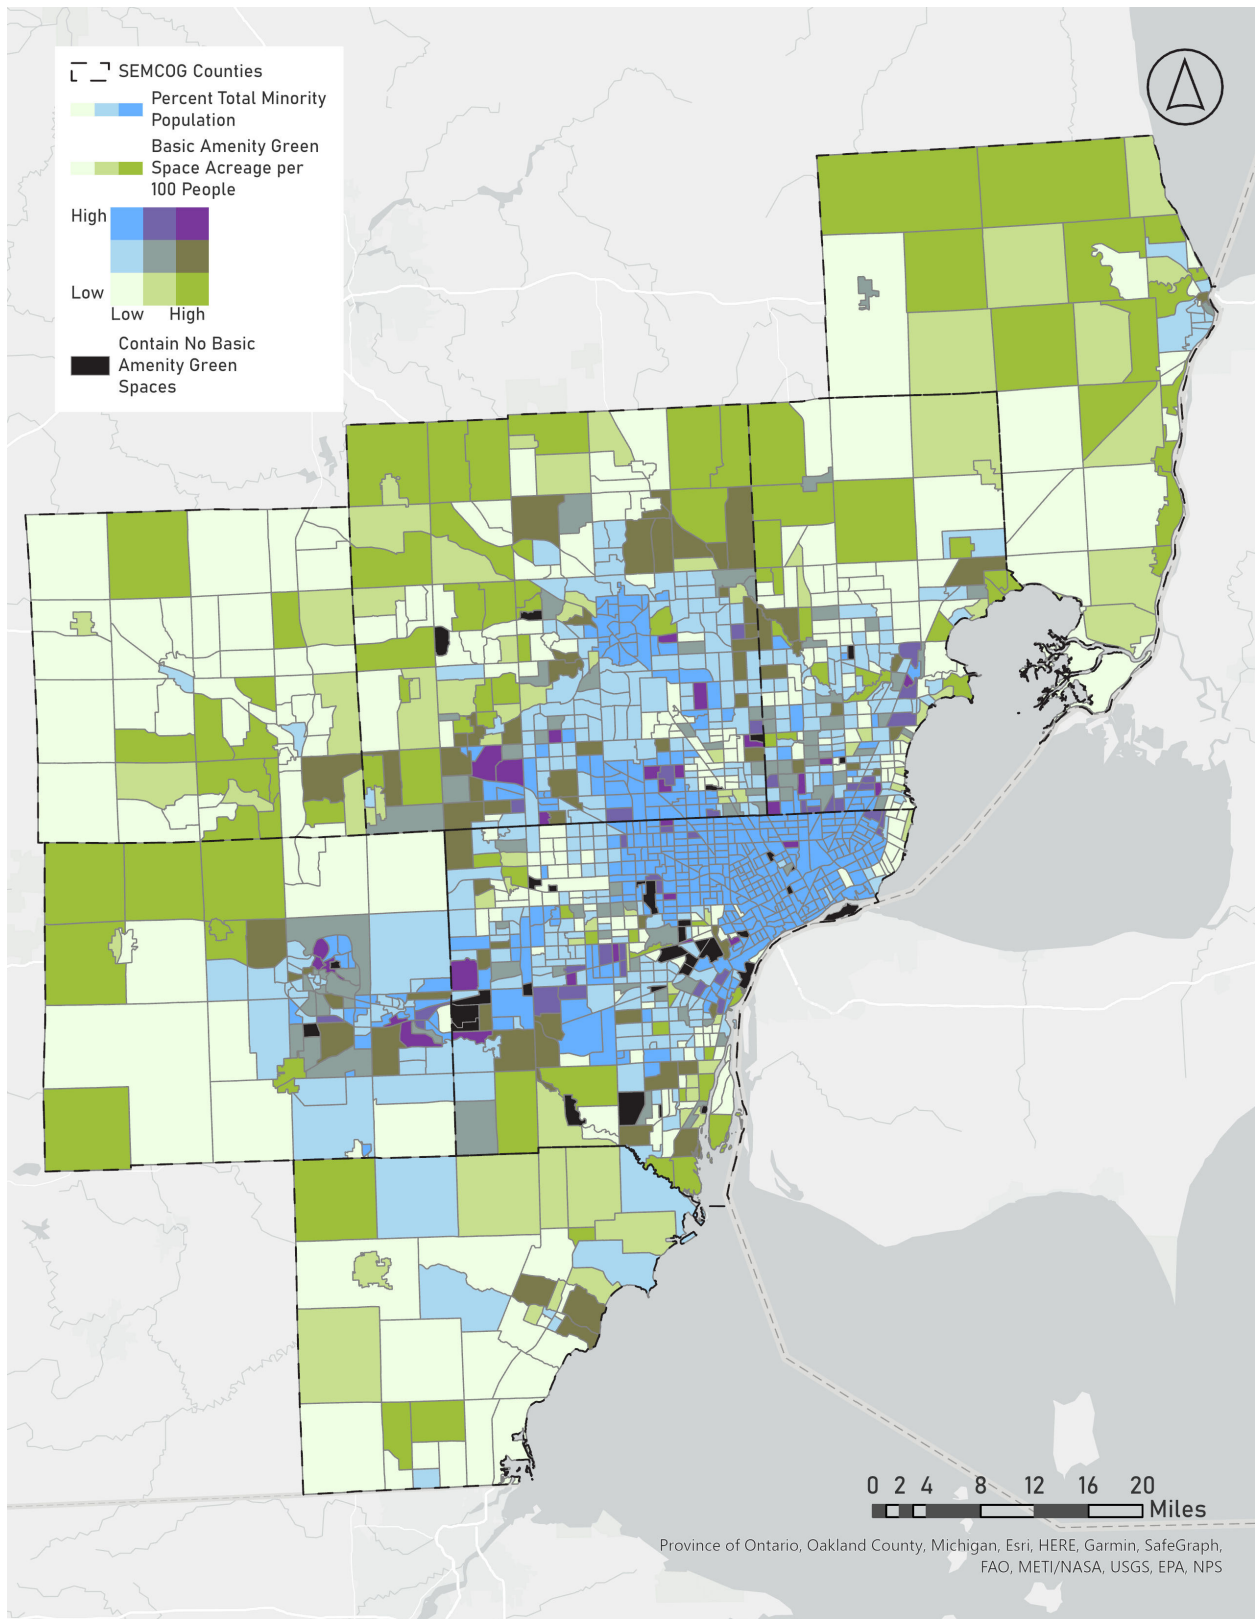 SEMCOG Counties
Percent Total Minority
Population
Basic Amenity Green
Space Acreage per
100 People
High
Low
Low High
Contain No Basic
Amenity Green
Spaces
0 2 4 8 12 16 20
Miles
Province of Ontario, Oakland County, Michigan, Esri, HERE, Garmin, SafeGraph,
FAO, METI/NASA, USGS, EPA, NPS